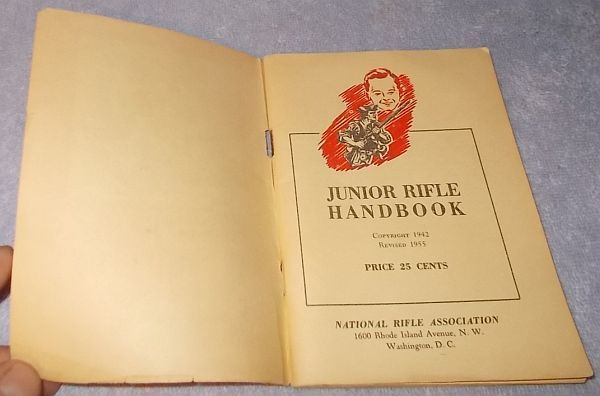 JUNIOR RIFLE
HANDBOOK
COPYRIGHT 1942
REVISED 1955
PRICE 25 CENTS
NATIONAL RIFLE ASSOCIATION
1600 Rhode Island Avenue, N. W.
Washington, D. C.